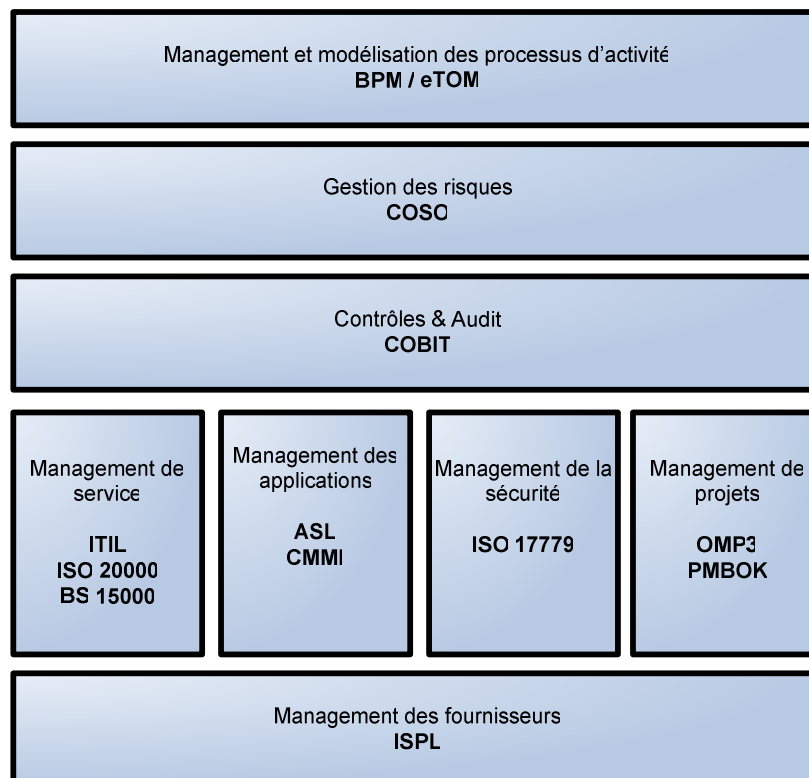 Management et modélisation des processus d'activité
BPM / eTOM
Gestion des risques
COSO
Contrôles & Audit
COBIT
Management de
service
ITIL
ISO 20000
BS 15000
Management des
applications
ASL
CMMI
Management de la
sécurité
ISO 17779
Management de
projets
OMP3
PMBOK
Management des fournisseurs
ISPL